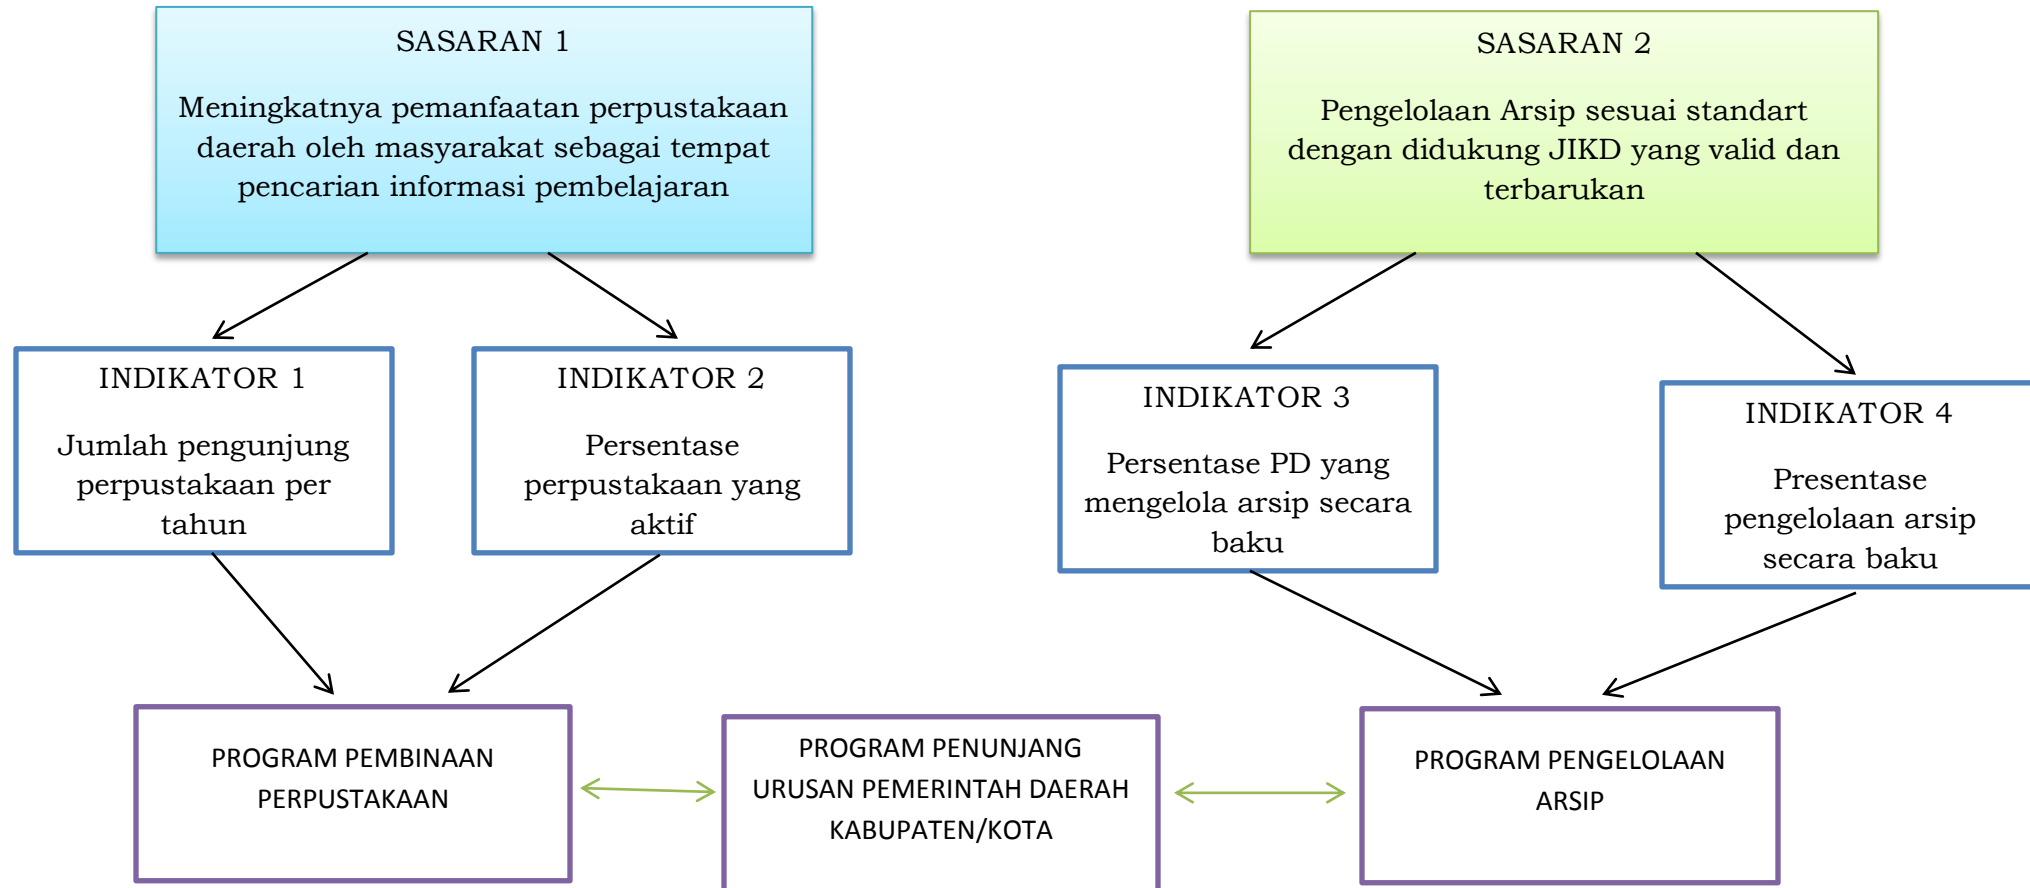 SASARAN 1
Meningkatnya pemanfaatan perpustakaan
daerah oleh masyarakat sebagai tempat
pencarian informasi pembelajaran
SASARAN 2
Pengelolaan Arsip sesuai standart
dengan didukung JIKD yang valid dan
terbarukan
INDIKATOR 1
Jumlah pengunjung
perpustakaan per
tahun
INDIKATOR 2
Persentase
perpustakaan yang
aktif
INDIKATOR 3
Persentase PD yang
mengelola arsip secara
baku
INDIKATOR 4
Presentase
pengelolaan arsip
secara baku
PROGRAM PEMBINAAN
PERPUSTAKAAN
PROGRAM PENUNJANG
URUSAN PEMERINTAH DAERAH
KABUPATEN/KOTA
PROGRAM PENGELOLAAN
ARSIP